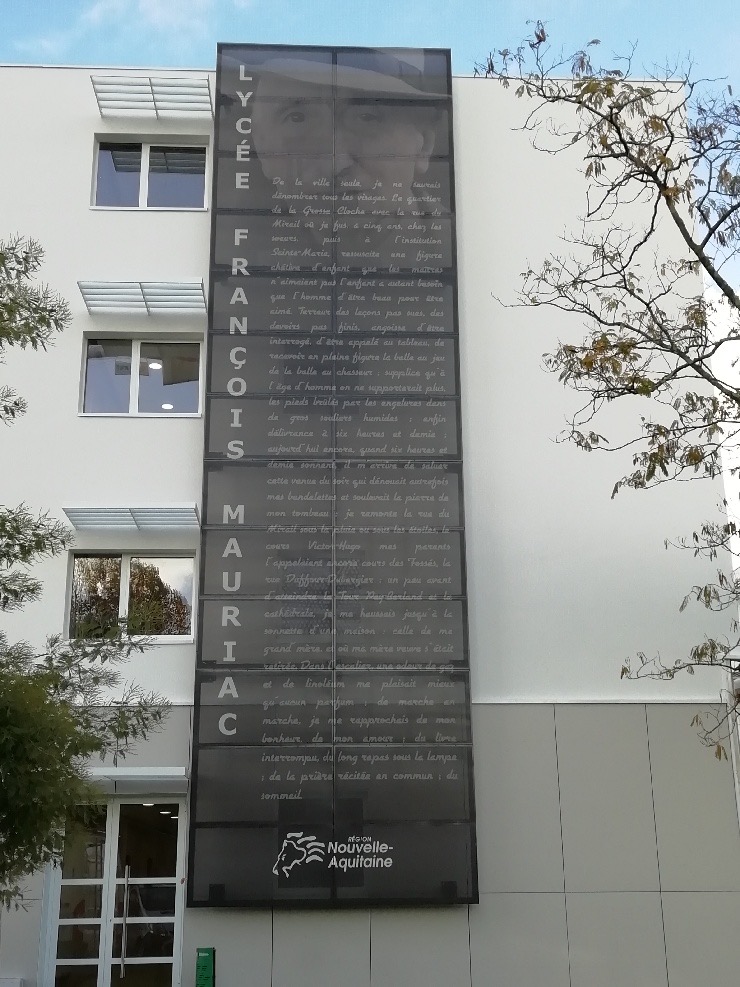 LYCÉE FRANÇOIS MAURIAC
De la ville seule, je ne saurais
dénombrer tous les visages. Le quartier
de la Grosse Cloche avec la rue du
Mirail où je fus, à cinq ans, chez les
soeurs puis à l'institution
Sainte-Marie, ressuscite une figure
chétive d'enfant que les maîtres
n'aimaient pas l'enfant a autant besoin
que l'homme d'être beau pour être
aimé. Terreur des leçons pas sues, des
devoirs pas finis, angoisse d'être
interrogé, d'être appelé au tableau, de
recevoir en pleine figure la balle au jeu
de la balle au chasseur ; supplice qu'à
l'âge d'homme on ne supporterait plus,
les pieds brûlés par les engelures dans
de gros souliers humides ; enfin
délivrance à six heures et demie ;
aujourd'hui encore, quand six heures et
demie sonnent, il m'arrive de saluer
cette venue du soir qui dénouait autrefois
mes bandelettes et soulevait la pierre de
mon tombeau : je remonte la rue du
Mirail sous la pluie ou sous les étoiles, le
cours Victor-Hugo mes parents
l'appelaient encore cours des Fossés, la
rue Duffour-Dubergier ; un peu avant
d'atteindre la Tour Pey-Berland et la
cathédrale, je me haussais jusqu'à la
sonnette d'une maison : celle de ma
grand'mère, et où ma mère veuve s'était
retirée. Dans l'escalier, une odeur de gaz
et de linoléum me plaisait mieux
qu'aucun parfum ; de marche en
marche, je me rapprochais de mon
bonheur, de mon amour ; du livre
interrompu, du long repas sous la lampe
; de la prière récitée en commun ; du
sommeil.
RÉGION
Nouvelle-
Aquitaine